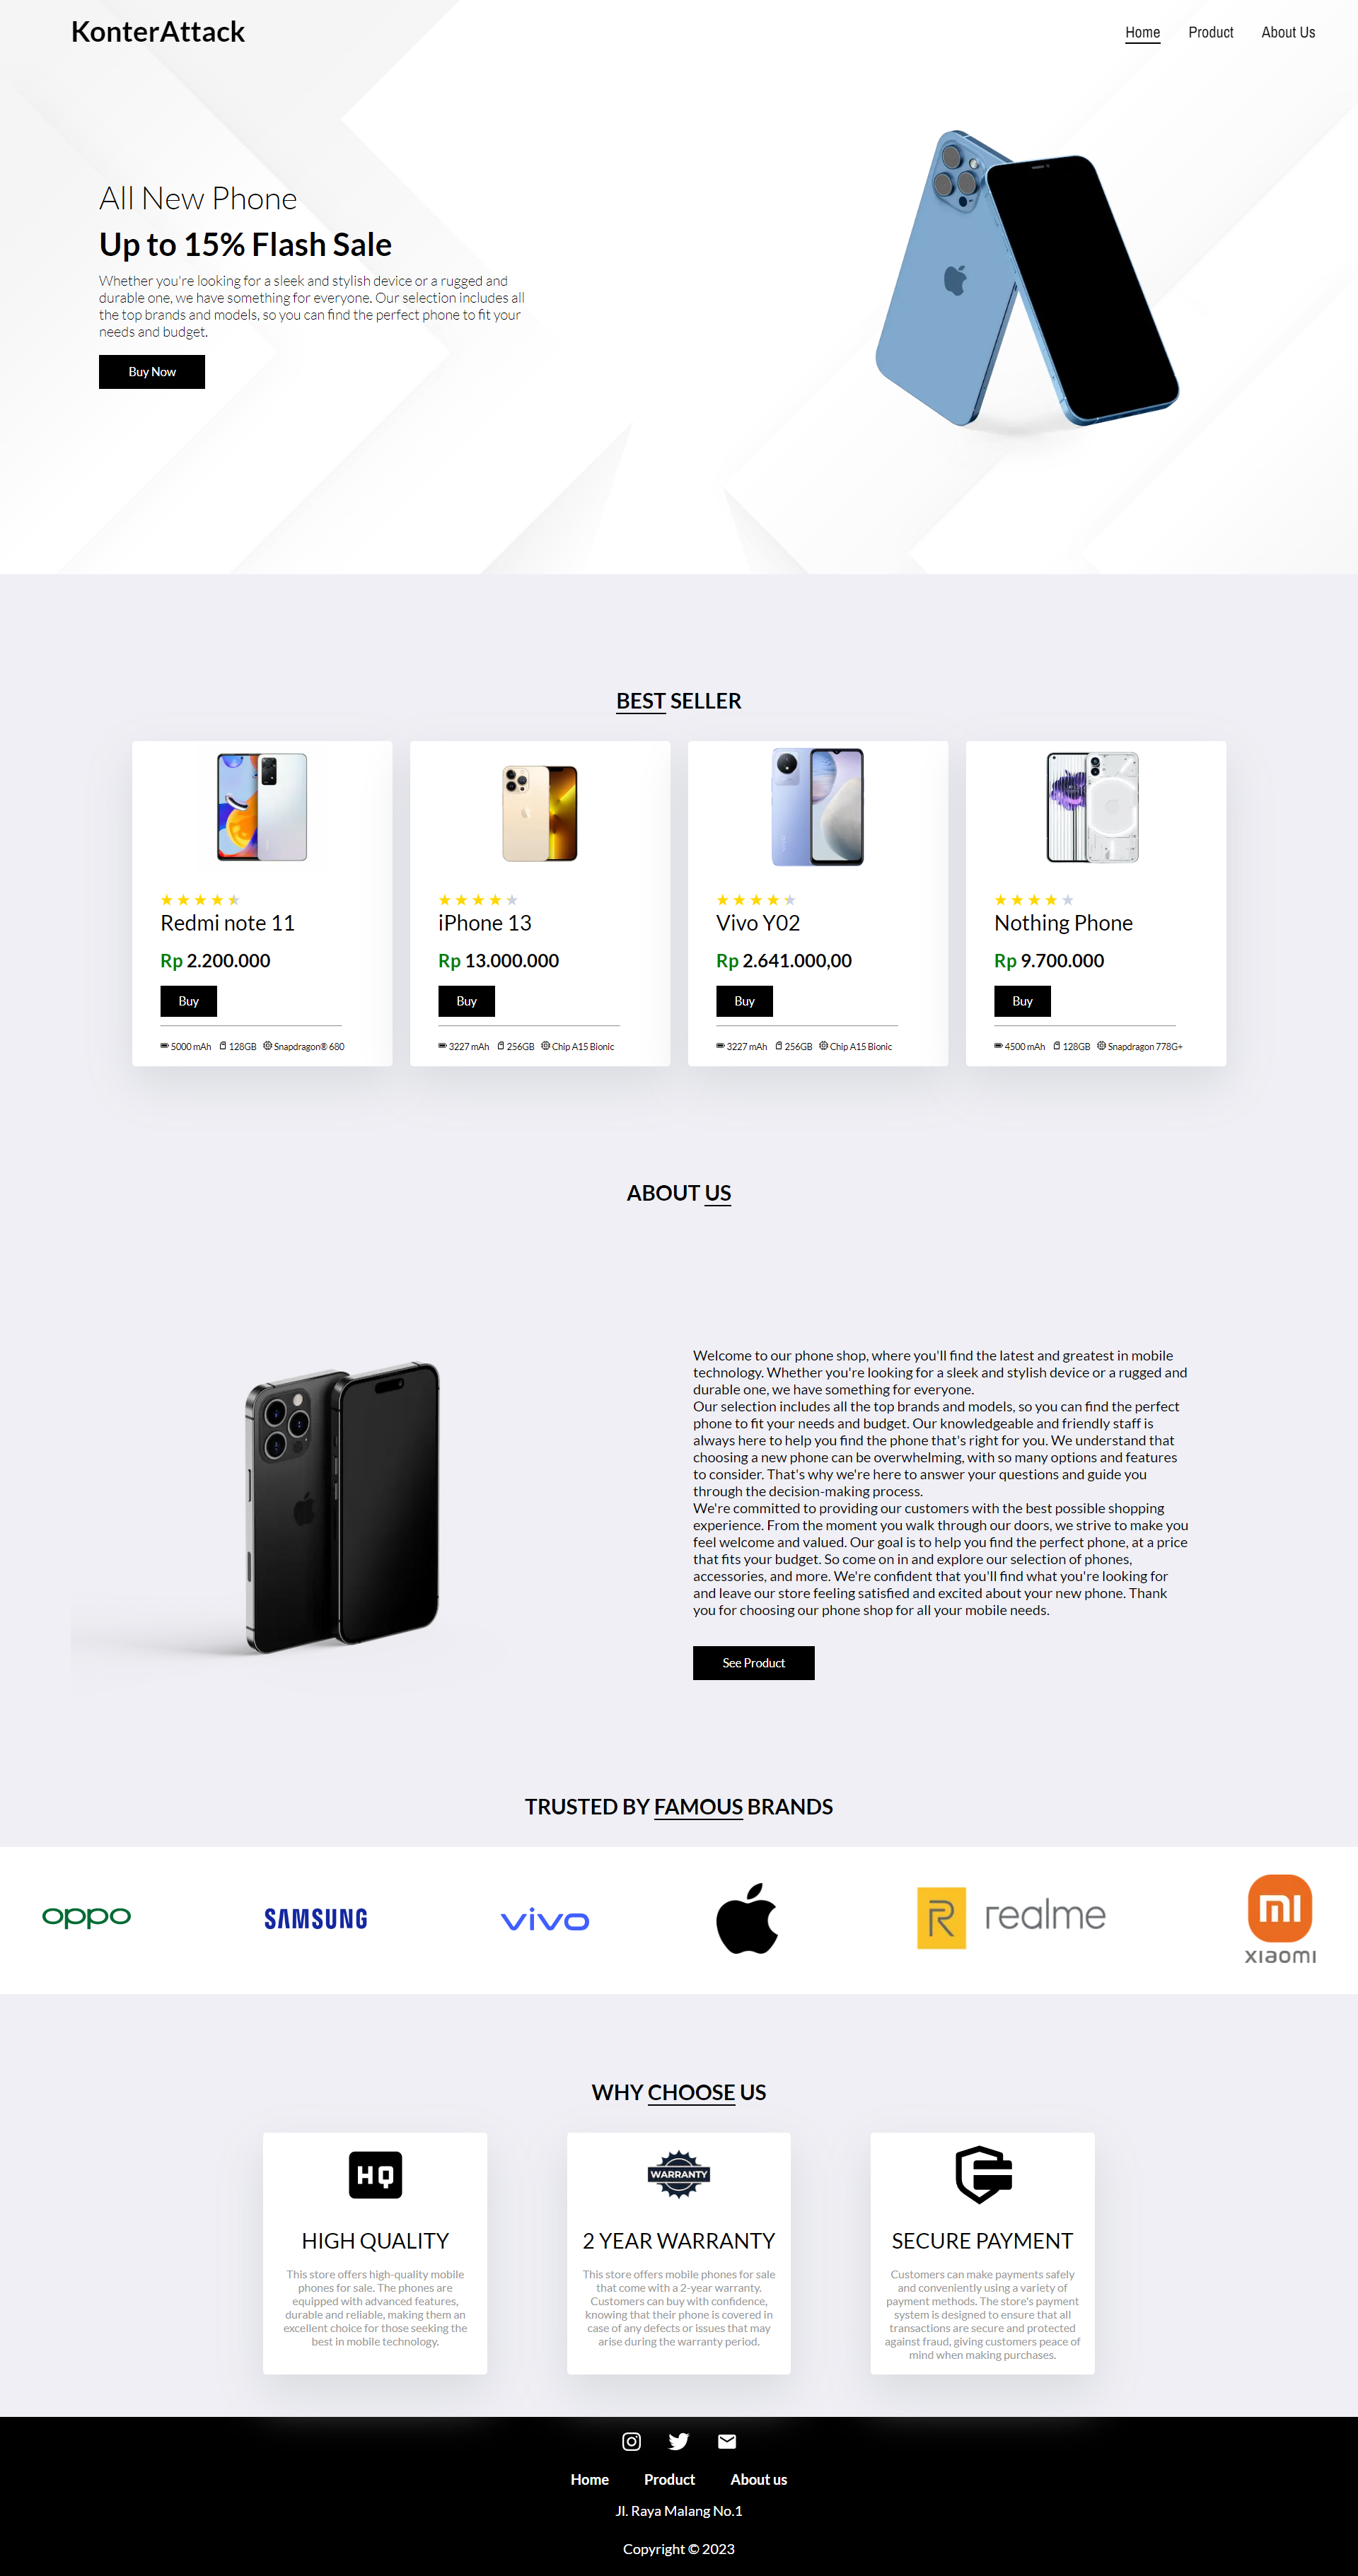 KonterAttack
Home Product About Us
All New Phone
Up to 15% Flash Sale
Whether you're looking for a sleek and stylish device or a rugged and
durable one, we have something for everyone. Our selection includes all
the top brands and models, so you can find the perfect phone to fit your
needs and budget.
Buy Now
BEST SELLER
Redmi note 11
Rp 2.200.000
Buy
5000 mAh 128GB Snapdragon® 680
iPhone 13
Rp 13.000.000
Buy
3227 mAh 256GB Chip A15 Bionic
Vivo Y02
Rp 2.641.000,00
Buy
3227 mAh 256GB Chip A15 Bionic
Nothing Phone
Rp 9.700.000
Buy
4500 mAh 128GB Snapdragon 778G+
ABOUT US
Welcome to our phone shop, where you'll find the latest and greatest in mobile
technology. Whether you're looking for a sleek and stylish device or a rugged and
durable one, we have something for everyone.
Our selection includes all the top brands and models, so you can find the perfect
phone to fit your needs and budget. Our knowledgeable and friendly staff is
always here to help you find the phone that's right for you. We understand that
choosing a new phone can be overwhelming, with so many options and features
to consider. That's why we're here to answer your questions and guide you
through the decision-making process.
We're committed to providing our customers with the best possible shopping
experience. From the moment you walk through our doors, we strive to make you
feel welcome and valued. Our goal is to help you find the perfect phone, at a price
that fits your budget. So come on in and explore our selection of phones,
accessories, and more. We're confident that you'll find what you're looking for
and leave our store feeling satisfied and excited about your new phone. Thank
you for choosing our phone shop for all your mobile needs.
See Product
TRUSTED BY FAMOUS BRANDS
oppo
SAMSUNG
vivo
R realme
mi
xiaomi
WHY CHOOSE US
HQ
HIGH QUALITY
This store offers high-quality mobile
phones for sale. The phones are
equipped with advanced features,
durable and reliable, making them an
excellent choice for those seeking the
best in mobile technology.
WARRANTY
2 YEAR WARRANTY
This store offers mobile phones for sale
that come with a 2-year warranty.
Customers can buy with confidence,
knowing that their phone is covered in
case of any defects or issues that may
arise during the warranty period.
SECURE PAYMENT
Customers can make payments safely
and conveniently using a variety of
payment methods. The store's payment
system is designed to ensure that all
transactions are secure and protected
against fraud, giving customers peace of
mind when making purchases.
Home Product About us
Jl. Raya Malang No.1
Copyright © 2023